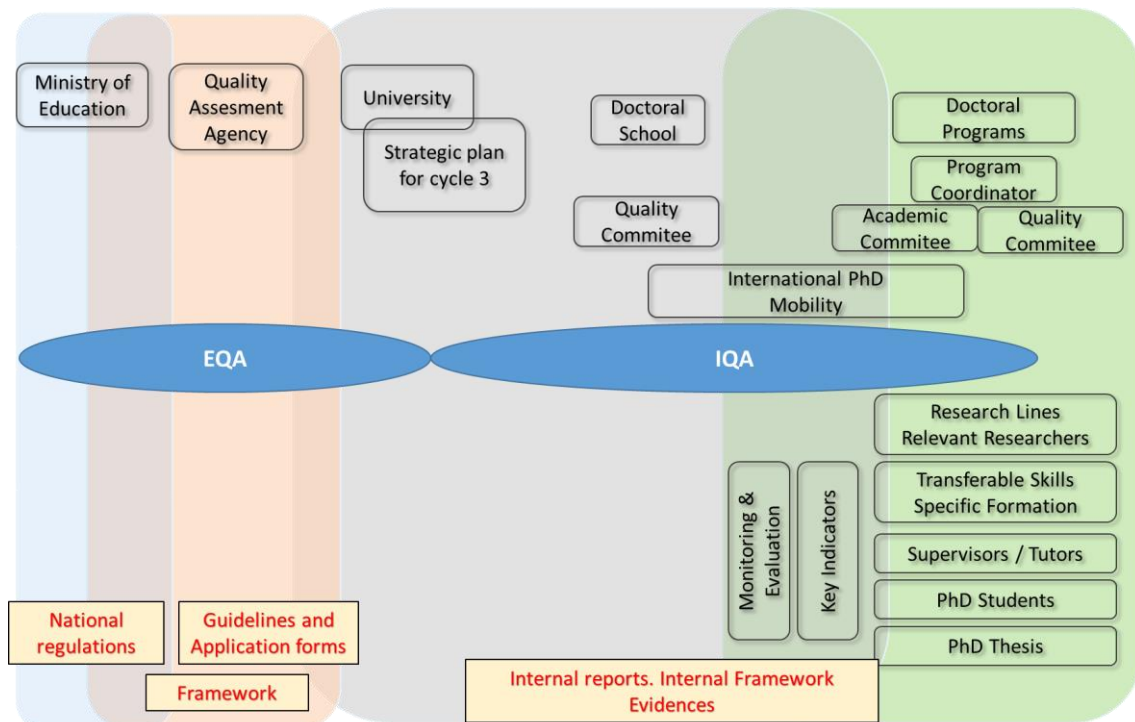 Ministry of
Education
Quality
Assesment
Agency
University
Strategic plan
for cycle 3
Doctoral
School
Quality
Commitee
Doctoral
Programs
Program
Coordinator
Academic
Commitee
Quality
Commitee
International PhD
Mobility
EQA
IQA
Research Lines
Relevant Researchers
Monitoring &
Evaluation
Key Indicators
Transferable Skills
Specific Formation
Supervisors / Tutors
PhD Students
PhD Thesis
National
regulations
Guidelines and
Application forms
Framework
Internal reports. Internal Framework
Evidences